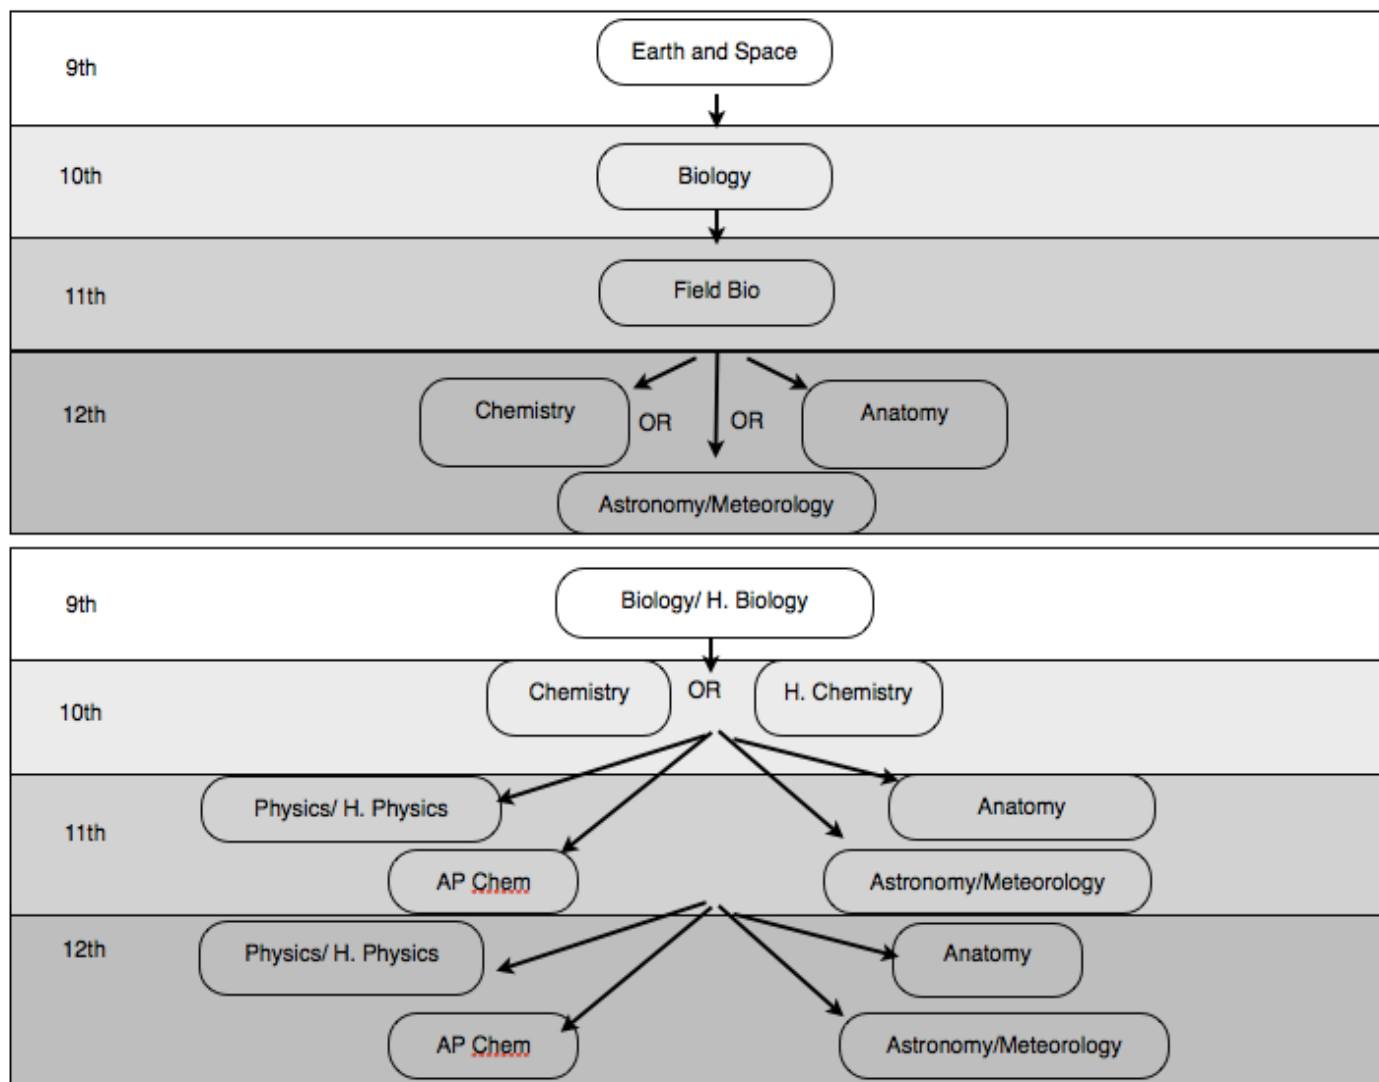 9th
Earth and Space
10th
Biology
11th
Field Bio
12th
Chemistry
OR
OR
Anatomy
Astronomy/Meteorology
9th
Biology/ H. Biology
10th
Chemistry
OR
H. Chemistry
11th
Physics/ H. Physics
Anatomy
AP Chem
Astronomy/Meteorology
12th
Physics/ H. Physics
Anatomy
AP Chem
Astronomy/Meteorology